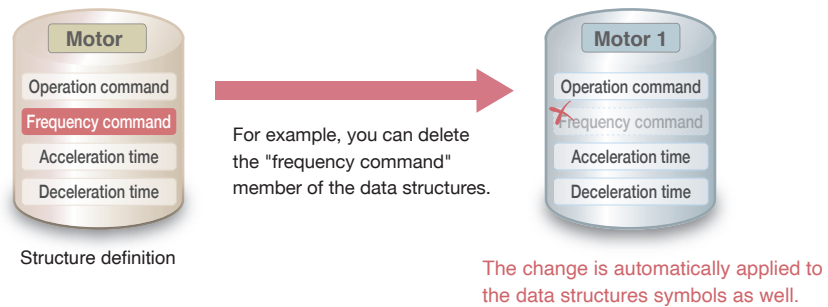 Motor
Operation command
Frequency command
Acceleration time
Deceleration time
Structure definition
For example, you can delete
the "frequency command"
member of the data structures.
Motor 1
Operation command
Frequency command
Acceleration time
Deceleration time
The change is automatically applied to
the data structures symbols as well.